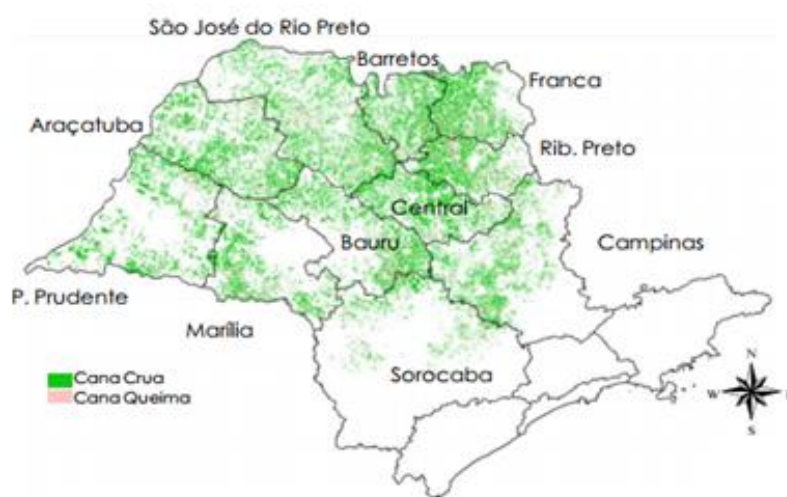 São José do Rio Preto
Barretos
Franca
Araçatuba
Rib. Preto
Central
Bauru
Campinas
P. Prudente
Marília
Sorocaba
Cana Crua
Cana Queima
N
W
E
S